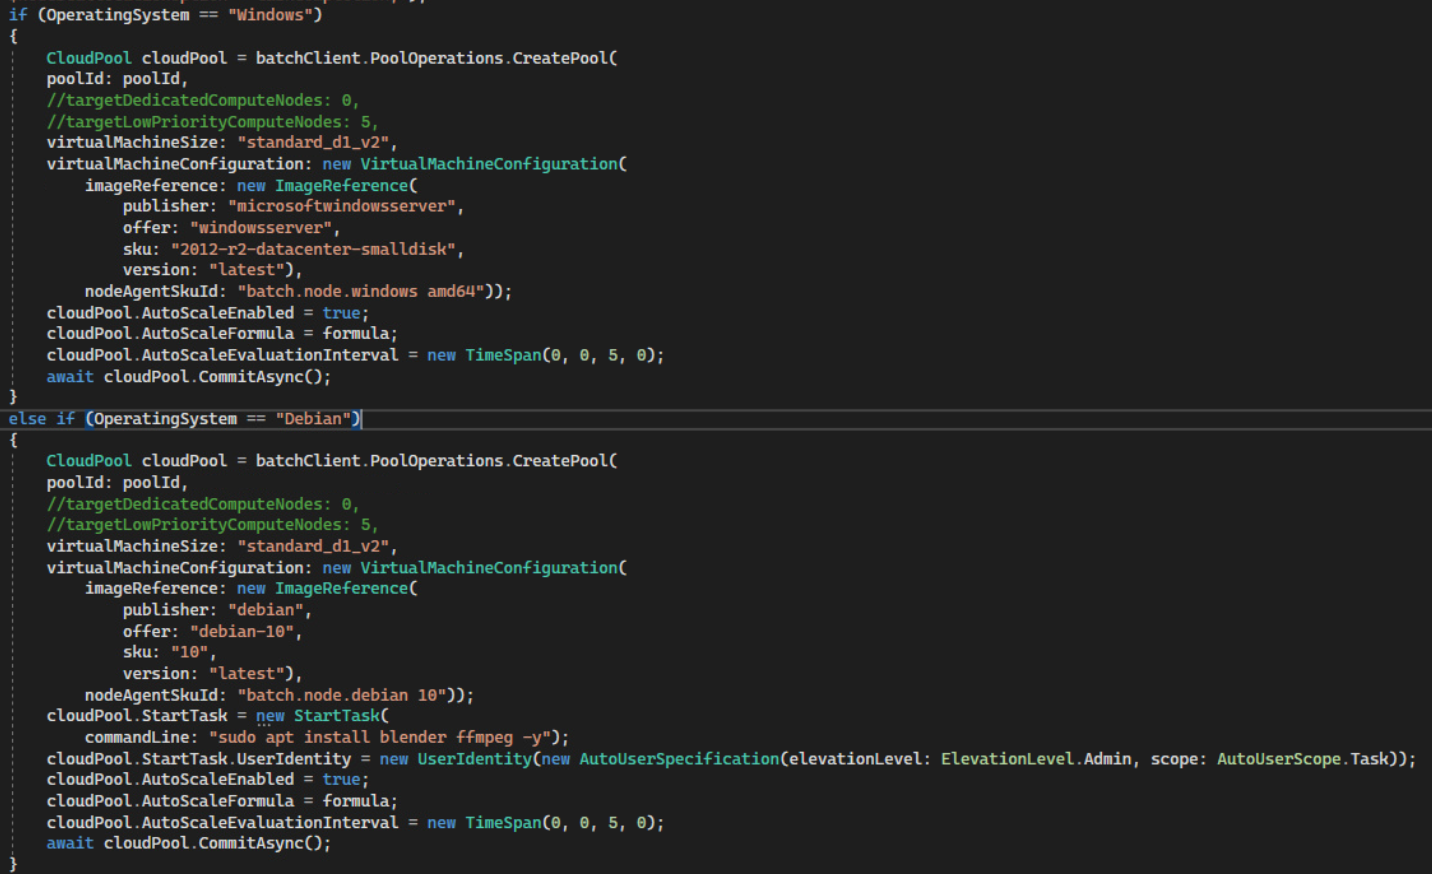 if (OperatingSystem == "Windows")
{
    CloudPool cloudPool = batchClient.PoolOperations.CreatePool(
    poolId: poolId,
    //targetDedicatedComputeNodes: 0,
    //targetLowPriorityComputeNodes: 5,
    virtualMachineSize: "standard_d1_v2",
    virtualMachineConfiguration: new VirtualMachineConfiguration(
        imageReference: new ImageReference(
            publisher: "microsoftwindowsserver",
            offer: "windowsserver",
            sku: "2012-r2-datacenter-smalldisk",
            version: "latest"),
        nodeAgentSkuId: "batch.node.windows amd64"));
    cloudPool.AutoScaleEnabled = true;
    cloudPool.AutoScaleFormula = formula;
    cloudPool.AutoScaleEvaluationInterval = new TimeSpan(0, 0, 5, 0);
    await cloudPool.CommitAsync();
}
else if (OperatingSystem == "Debian")
{
    CloudPool cloudPool = batchClient.PoolOperations.CreatePool(
    poolId: poolId,
    //targetDedicatedComputeNodes: 0,
    //targetLowPriorityComputeNodes: 5,
    virtualMachineSize: "standard_d1_v2",
    virtualMachineConfiguration: new VirtualMachineConfiguration(
        imageReference: new ImageReference(
            publisher: "debian",
            offer: "debian-10",
            sku: "10",
            version: "latest"),
        nodeAgentSkuId: "batch.node.debian 10"));
    cloudPool.StartTask = new StartTask(
        commandLine: "sudo apt install blender ffmpeg -y");
    cloudPool.StartTask.UserIdentity = new UserIdentity(new AutoUserSpecification(elevationLevel: ElevationLevel.Admin, scope: AutoUserScope.Task));
    cloudPool.AutoScaleEnabled = true;
    cloudPool.AutoScaleFormula = formula;
    cloudPool.AutoScaleEvaluationInterval = new TimeSpan(0, 0, 5, 0);
    await cloudPool.CommitAsync();
}